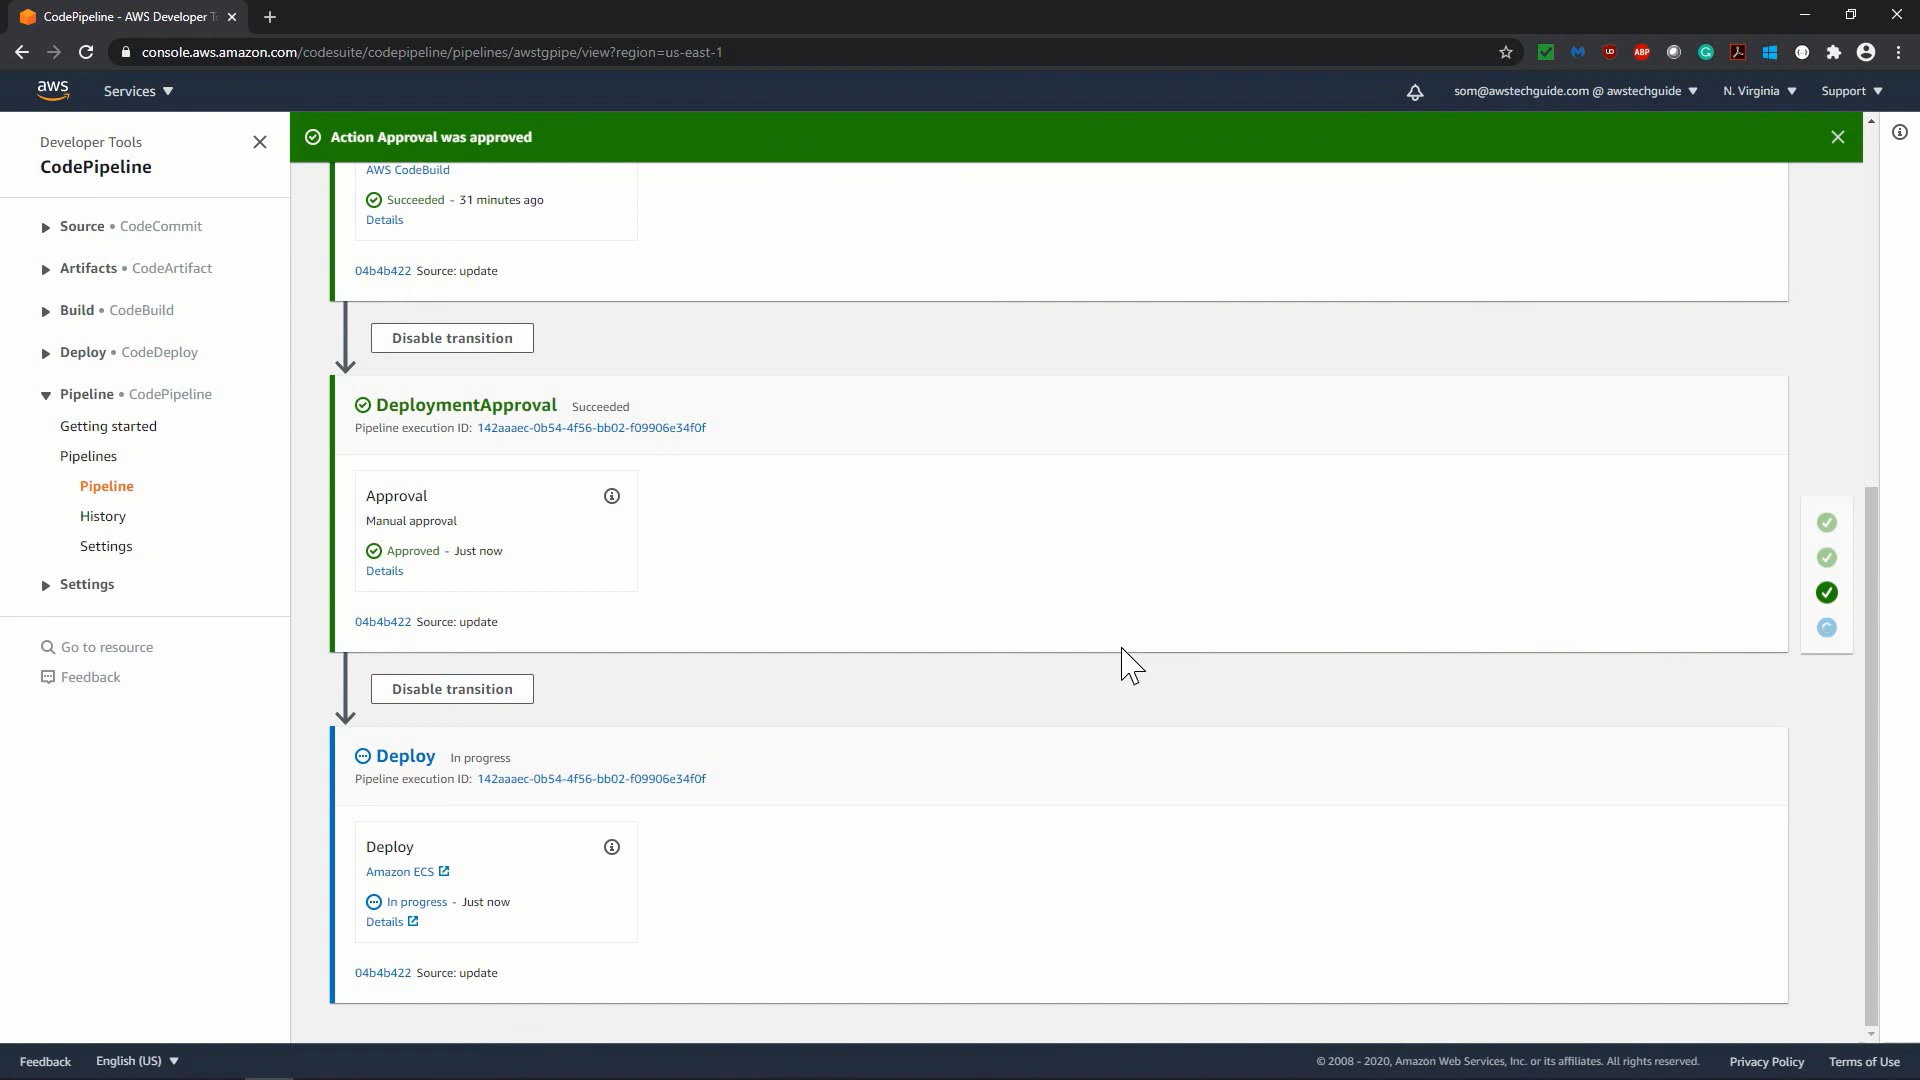 CodePipeline - AWS Developer T
console.aws.amazon.com/codesuite/codepipeline/pipelines/awstgpipe/view?region=us-east-1
ABP
aws
Services
som@awstechguide.com @ awstechguide
N. Virginia
Support
Developer Tools
CodePipeline
Source • CodeCommit
Artifacts • CodeArtifact
Build • CodeBuild
Deploy • CodeDeploy
Pipeline • CodePipeline
Getting started
Pipelines
Pipeline
History
Settings
Settings
Go to resource
Feedback
Action Approval was approved
AWS CodeBuild
Succeeded - 31 minutes ago
Details
04b4b422 Source: update
Disable transition
DeploymentApproval Succeeded
Pipeline execution ID: 142aaaec-0b54-4f56-bb02-f09906e34f0f
Approval
Manual approval
Approved - Just now
Details
04b4b422 Source: update
Disable transition
Deploy In progress
Pipeline execution ID: 142aaaec-0b54-4f56-bb02-f09906e34f0f
Deploy
Amazon ECS
In progress - Just now
Details
04b4b422 Source: update
Feedback
English (US)
© 2008 - 2020, Amazon Web Services, Inc. or its affiliates. All rights reserved.
Privacy Policy
Terms of Use